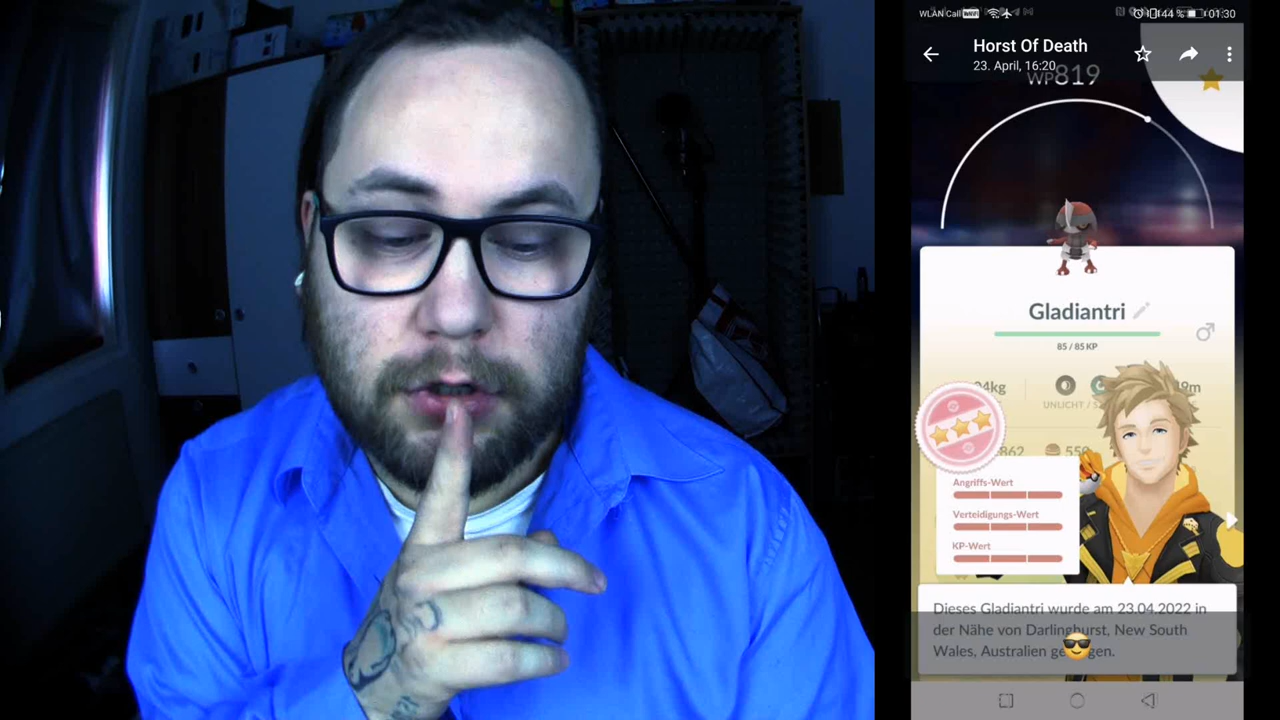 WLAN Call
44 %
01:30
Horst Of Death
23. April, 16:20
WP819
Gladiantri
85 / 85 KP
UNLICHT /
Angriffs-Wert
Verteidigungs-Wert
KP-Wert
Dieses Gladiantri wurde am 23.04.2022 in
der Nähe von Darlinghurst, New South
Wales, Australien